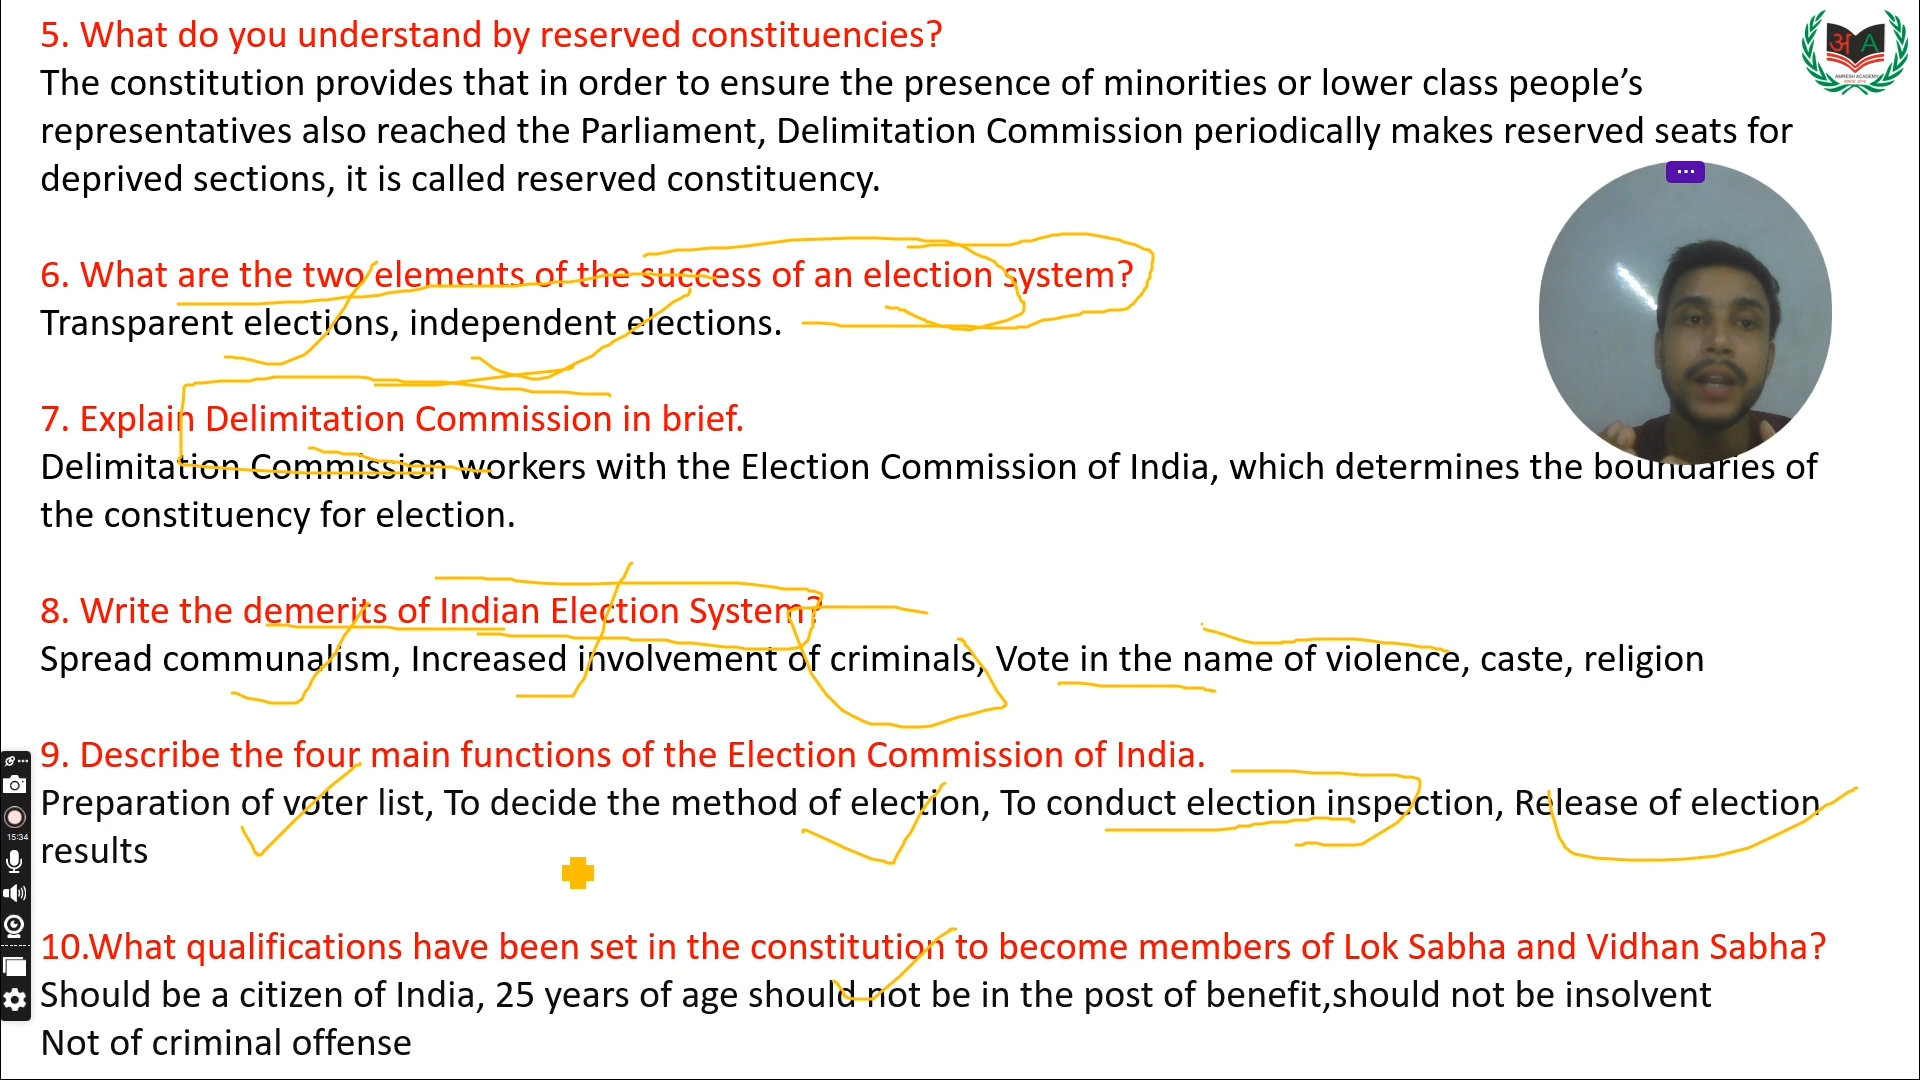 5. What do you understand by reserved constituencies?
The constitution provides that in order to ensure the presence of minorities or lower class people’s
representatives also reached the Parliament, Delimitation Commission periodically makes reserved seats for
deprived sections, it is called reserved constituency.
6. What are the two elements of the success of an election system?
Transparent elections, independent elections.
7. Explain Delimitation Commission in brief.
Delimitation Commission workers with the Election Commission of India, which determines the boundaries of
the constituency for election.
8. Write the demerits of Indian Election System?
Spread communalism, Increased involvement of criminals, Vote in the name of violence, caste, religion
9. Describe the four main functions of the Election Commission of India.
Preparation of voter list, To decide the method of election, To conduct election inspection, Release of election
results
10.What qualifications have been set in the constitution to become members of Lok Sabha and Vidhan Sabha?
Should be a citizen of India, 25 years of age should not be in the post of benefit,should not be insolvent
Not of criminal offense
अ A
AMRESH ACADEMY
15:34